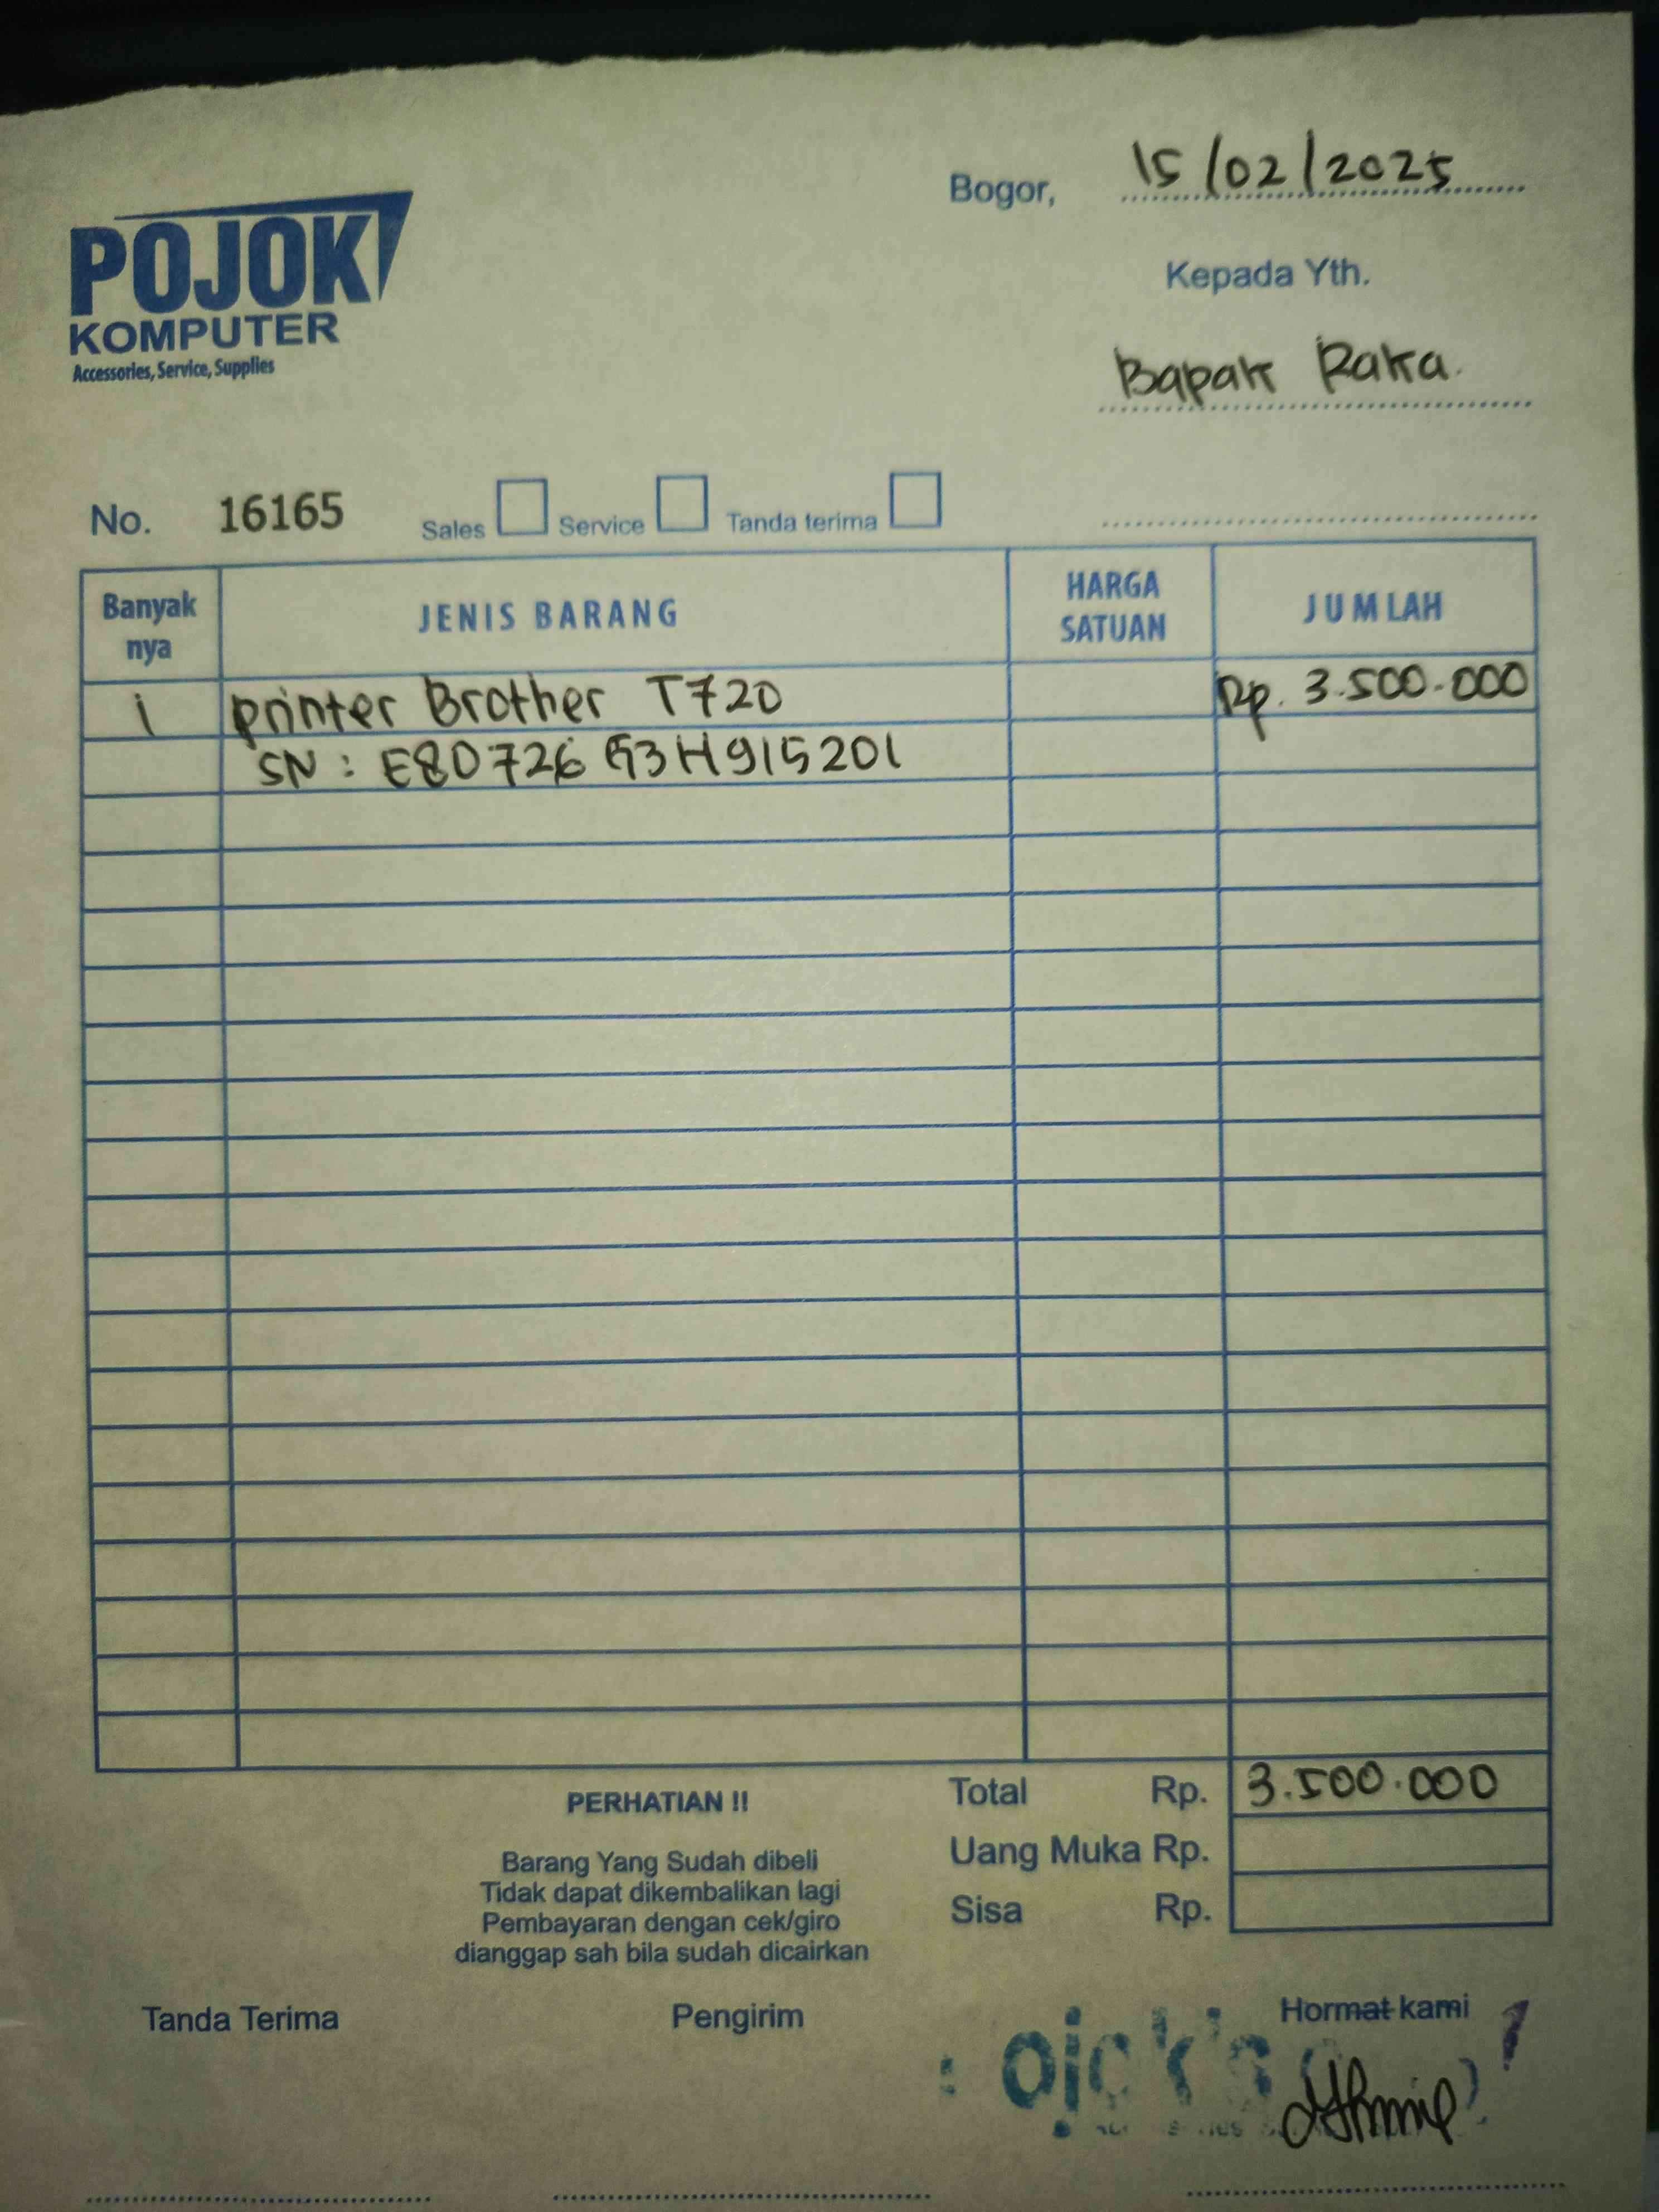 Bogor, 15/02/2025
POJOK
KOMPUTER
Accessories, Service, Supplies
Kepada Yth.
Bapak Raka.
No. 16165 Sales Service Tanda terima
Banyak nya JENIS BARANG HARGA SATUAN JUMLAH
1 printer Brother T720 Rp. 3.500.000
SN : E80726G3H915201
Total Rp. 3.500.000
Uang Muka Rp.
Sisa Rp.
PERHATIAN !!
Barang Yang Sudah dibeli
Tidak dapat dikembalikan lagi
Pembayaran dengan cek/giro
dianggap sah bila sudah dicairkan
Tanda Terima Pengirim Hormat kami